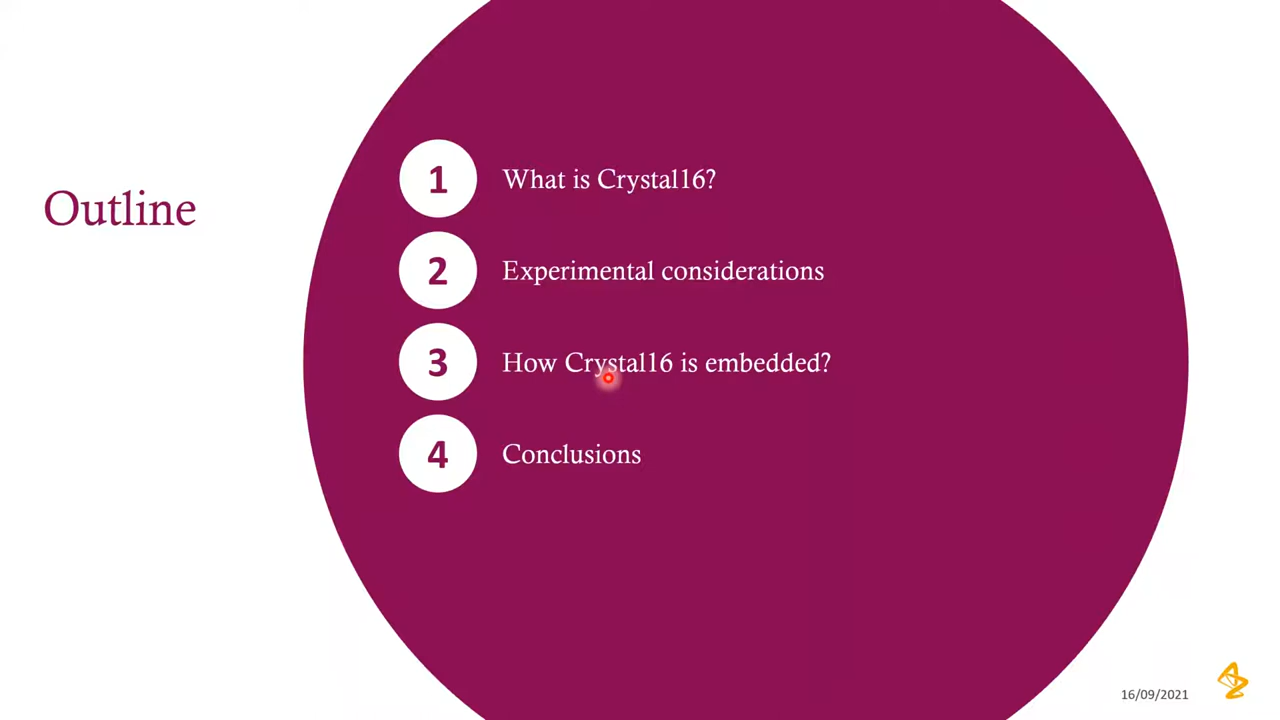 Outline
1 What is Crystal16?
2 Experimental considerations
3 How Crystal16 is embedded?
4 Conclusions
16/09/2021